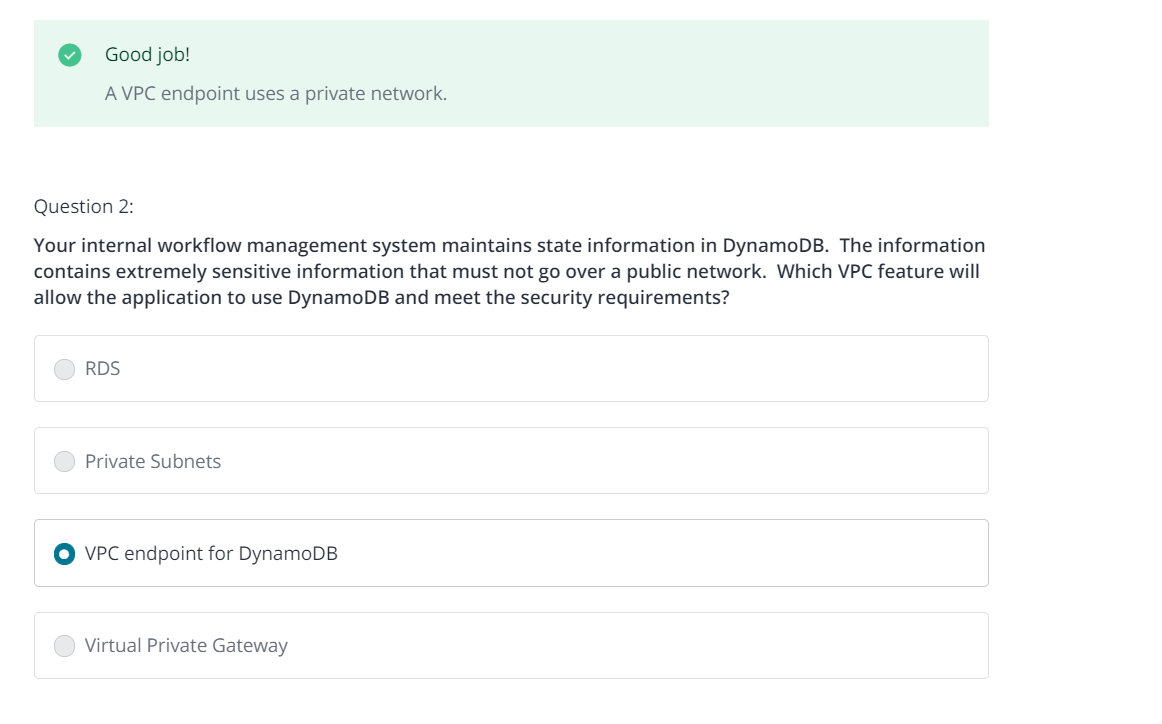 Good job!
A VPC endpoint uses a private network.
Question 2:
Your internal workflow management system maintains state information in DynamoDB.  The information
contains extremely sensitive information that must not go over a public network.  Which VPC feature will
allow the application to use DynamoDB and meet the security requirements?
RDS
Private Subnets
VPC endpoint for DynamoDB
Virtual Private Gateway